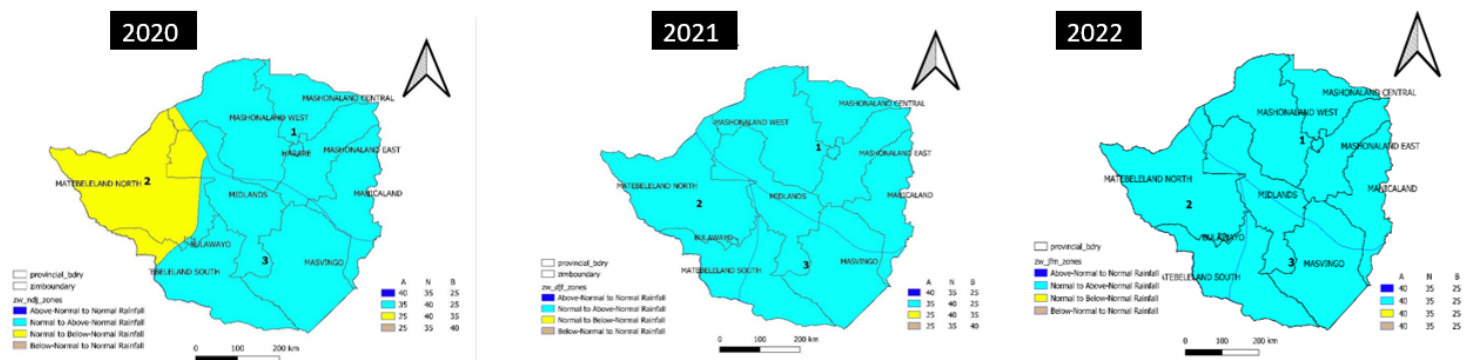 2020
MASHONALAND CENTRAL
MASHONALAND WEST
1
HARARE
MASHONALAND EAST
MATEBELELAND NORTH 2
MIDLANDS
MANICALAND
BULAWAYO
3
MASVINGO
EBELELAND SOUTH
provincial_bdry
zimboundary
zw_ndj_zones
Above-Normal to Normal Rainfall
Normal to Above-Normal Rainfall
Normal to Below-Normal Rainfall
Below-Normal to Normal Rainfall
A N B
40 35 25
35 40 25
25 40 35
25 35 40
0 100 200 km
2021
MASHONALAND CENTRAL
MASHONALAND WEST
1
MASHONALAND EAST
MATEBELELAND NORTH
MIDLANDS
MANICALAND
2
BULAWAYO
3
MASVINGO
MATEBELELAND SOUTH
provincial_bdry
zimboundary
zw_djf_zones
Above-Normal to Normal Rainfall
Normal to Above-Normal Rainfall
Normal to Below-Normal Rainfall
Below-Normal to Normal Rainfall
A N B
40 35 25
35 40 25
25 40 35
25 35 40
0 100 200 km
2022
MASHONALAND CENTRAL
MASHONALAND WEST
1
MASHONALAND EAST
MATEBELELAND NORTH
MANICALAND
MIDLANDS
2
BULAWAYO
3
MASVINGO
TEBELELAND SOUTH
provincial_bdry
zw_jfm_zones
Above-Normal to Normal Rainfall
Normal to Above-Normal Rainfall
Normal to Below-Normal Rainfall
Below-Normal to Normal Rainfall
A N B
40 35 25
40 35 25
40 35 25
40 35 25
0 100 200 km